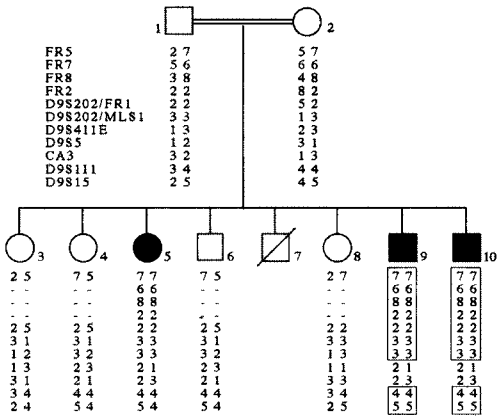 1 2
FR5 2 7 5 7
FR7 5 6 6 6
FR8 3 8 4 8
FR2 2 2 8 2
D9S202/FR1 2 2 5 2
D9S202/MLS1 3 3 1 3
D9S411E 1 3 2 3
D9S5 1 2 3 1
CA3 3 2 1 3
D9S111 3 4 4 4
D9S15 2 5 4 5
3 4 5 6 7 8 9 10
2 5 7 5 7 7 7 5 2 7 7 7 7 7
- - - - 6 6 - - - - 6 6 6 6
- - - - 8 8 - - - - 8 8 8 8
- - - - 2 2 - - - - 2 2 2 2
2 5 2 5 2 2 2 5 2 2 2 2 2 2
3 1 3 1 3 3 3 1 3 3 3 3 3 3
1 2 3 2 3 3 3 2 1 3 3 3 3 3
1 3 2 3 2 1 2 3 1 1 2 1 2 1
3 1 2 1 2 3 2 1 3 3 2 3 2 3
3 4 4 4 4 4 4 4 3 4 4 4 4 4
2 4 5 4 5 5 5 4 2 5 5 5 5 5